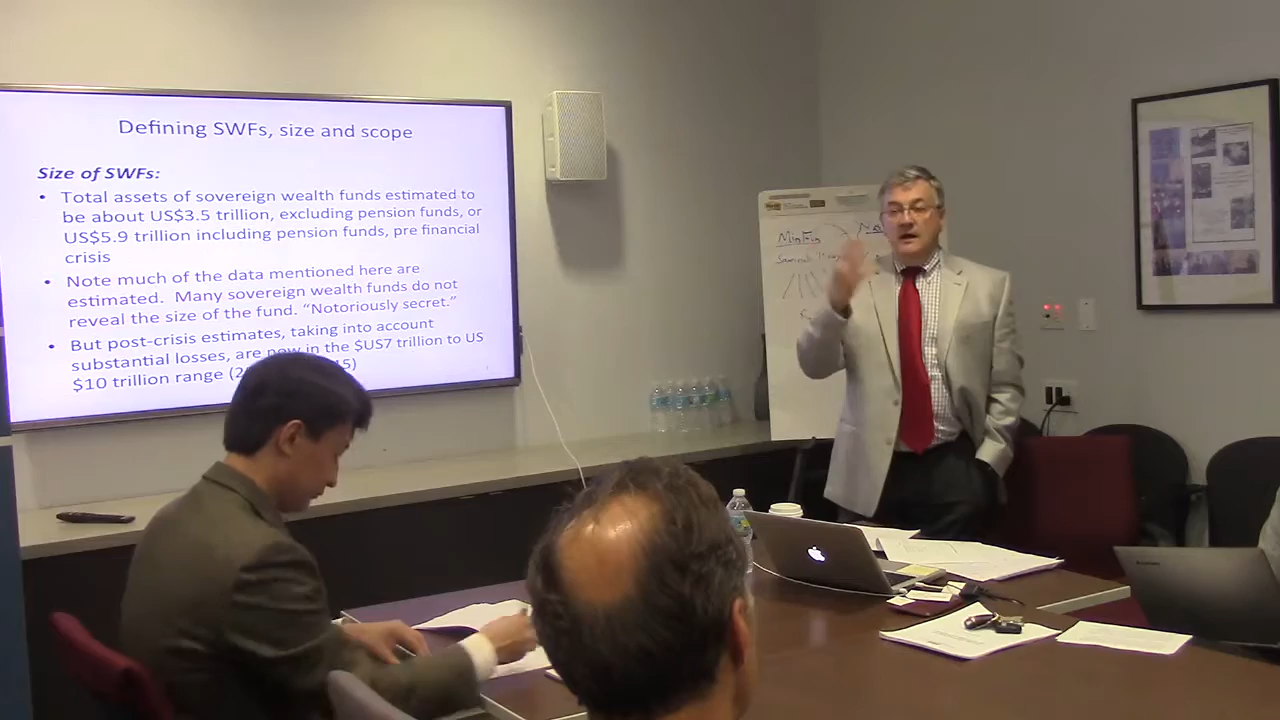 Defining SWFs, size and scope
Size of SWFs:
• Total assets of sovereign wealth funds estimated to
be about US$3.5 trillion, excluding pension funds, or
US$5.9 trillion including pension funds, pre financial
crisis
• Note much of the data mentioned here are
estimated. Many sovereign wealth funds do not
reveal the size of the fund. "Notoriously secret."
• But post-crisis estimates, taking into account
substantial losses, are now in the $US7 trillion to US
$10 trillion range
MinFin